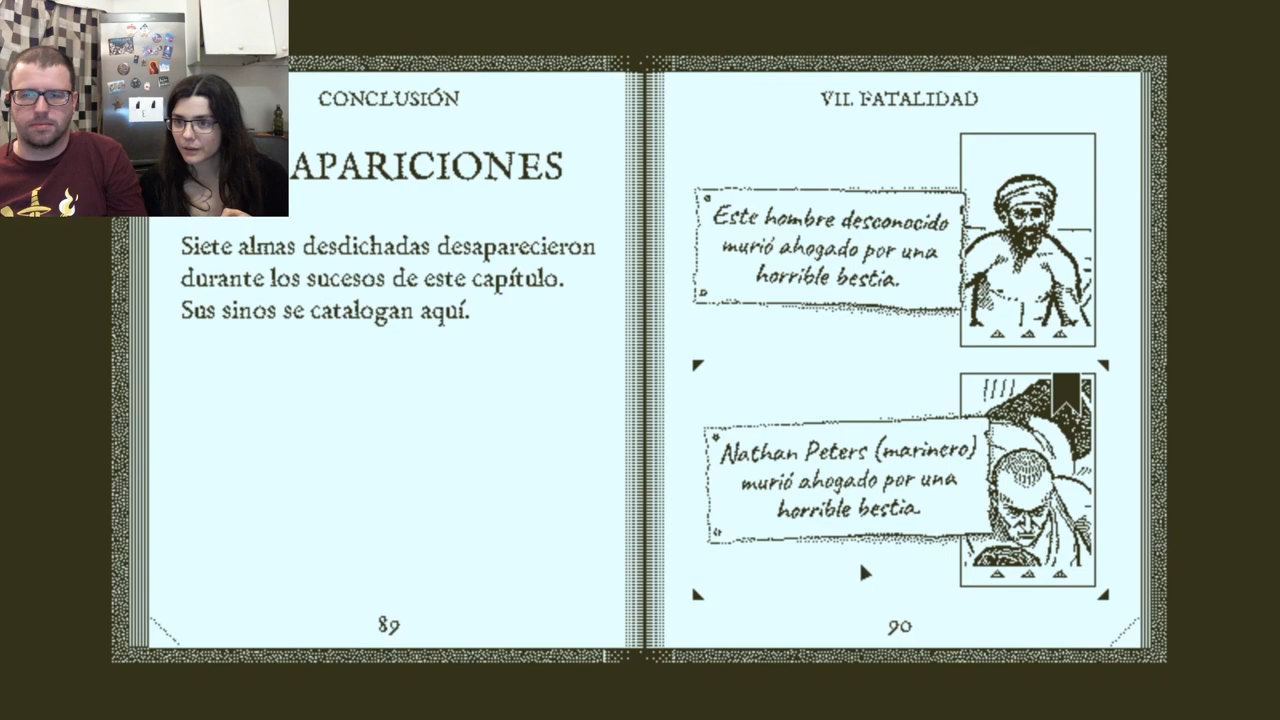 CONCLUSIÓN
APARICIONES
Siete almas desdichadas desaparecieron
durante los sucesos de este capítulo.
Sus sinos se catalogan aquí.
89
VII. FATALIDAD
Este hombre desconocido
murió ahogado por una
horrible bestia.
Nathan Peters (marinero)
murió ahogado por una
horrible bestia.
90